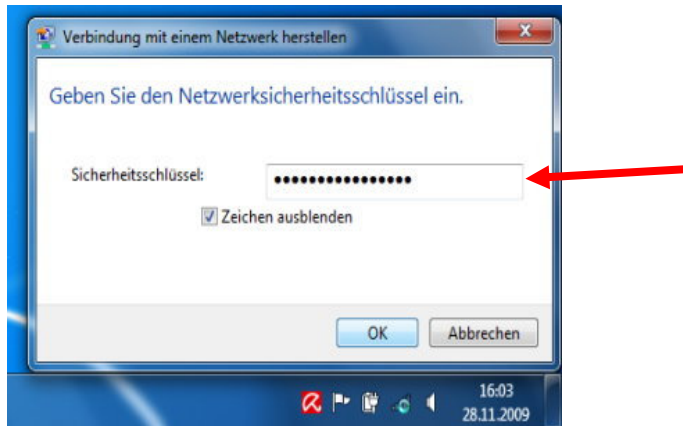 Verbindung mit einem Netzwerk herstellen
Geben Sie den Netzwerksicherheitsschlüssel ein.
Sicherheitsschlüssel: ••••••••••••••••
Zeichen ausblenden
OK Abbrechen
16:03
28.11.2009